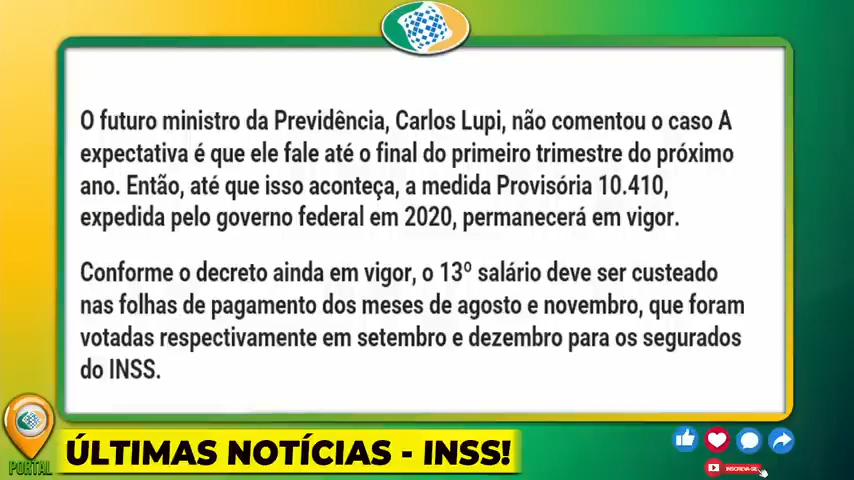 O futuro ministro da Previdência, Carlos Lupi, não comentou o caso A
expectativa é que ele fale até o final do primeiro trimestre do próximo
ano. Então, até que isso aconteça, a medida Provisória 10.410,
expedida pelo governo federal em 2020, permanecerá em vigor.
Conforme o decreto ainda em vigor, o 13º salário deve ser custeado
nas folhas de pagamento dos meses de agosto e novembro, que foram
votadas respectivamente em setembro e dezembro para os segurados
do INSS.
PORTAL
ÚLTIMAS NOTÍCIAS - INSS!
INSCREVA-SE